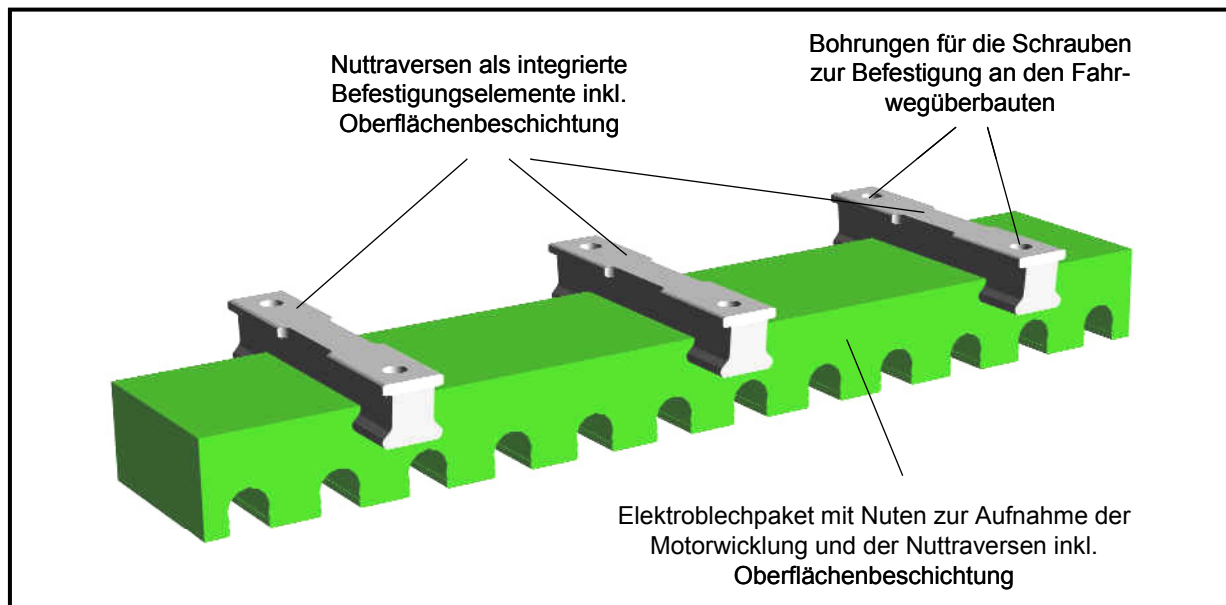 Nuttraversen als integrierte
Befestigungselemente inkl.
Oberflächenbeschichtung
Bohrungen für die Schrauben
zur Befestigung an den Fahr-
wegüberbauten
Elektroblechpaket mit Nuten zur Aufnahme der
Motorwicklung und der Nuttraversen inkl.
Oberflächenbeschichtung